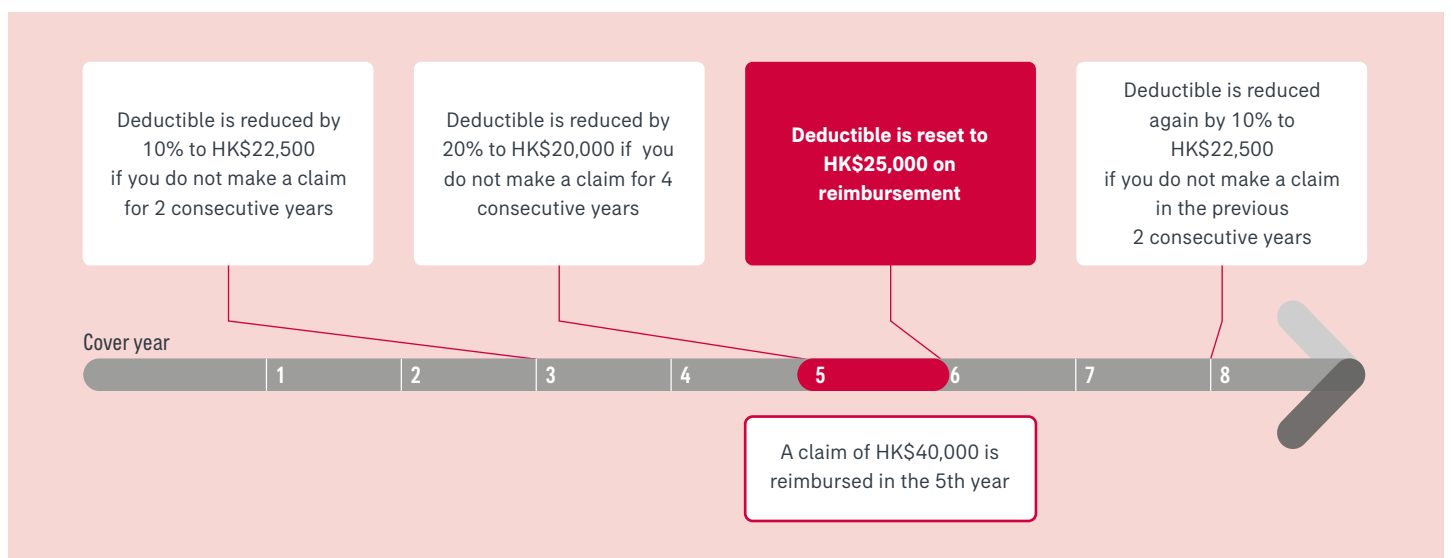 Deductible is reduced by
10% to HK$22,500
if you do not make a claim
for 2 consecutive years
Deductible is reduced by
20% to HK$20,000 if you
do not make a claim for 4
consecutive years
Deductible is reset to
HK$25,000 on
reimbursement
Deductible is reduced
again by 10% to
HK$22,500
if you do not make a claim
in the previous
2 consecutive years
Cover year
1 2 3 4 5 6 7 8
A claim of HK$40,000 is
reimbursed in the 5th year